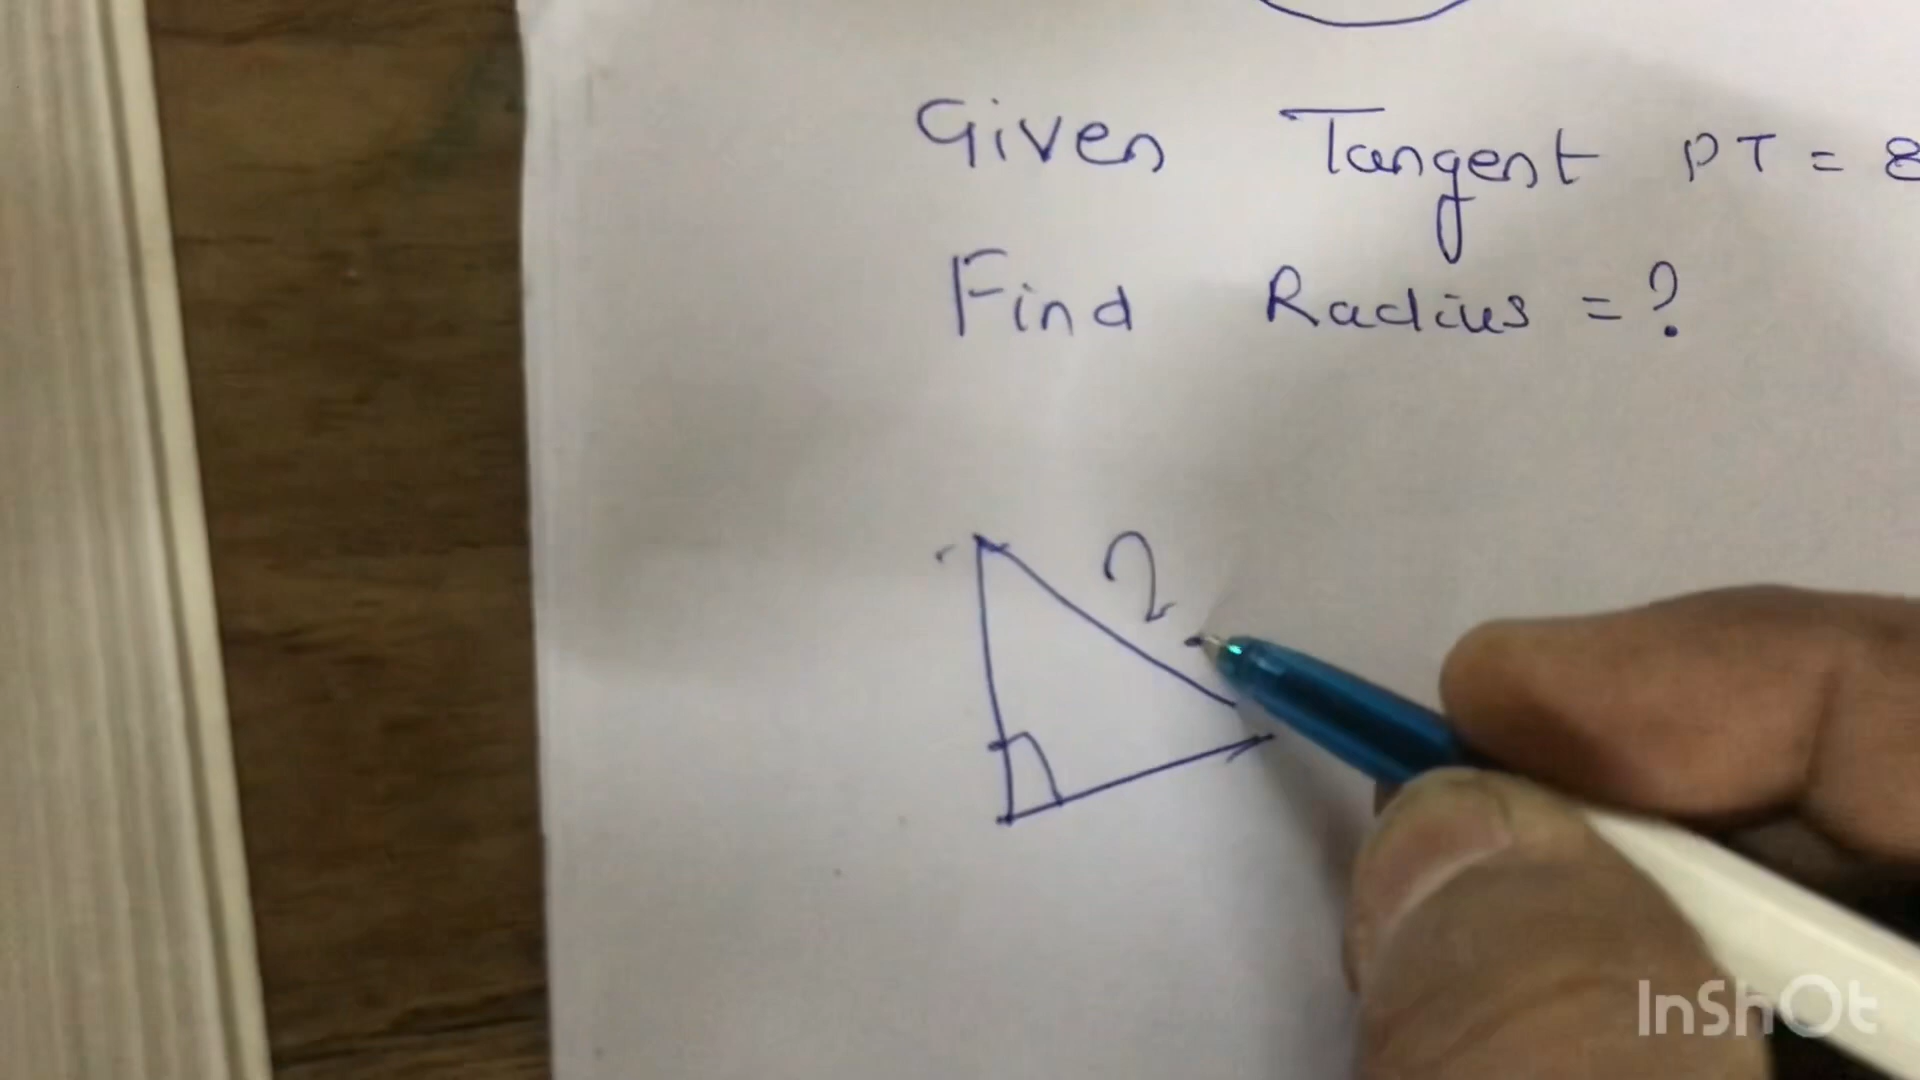 Given Tangent PT = 8
Find Radius = ?
2
InShOt